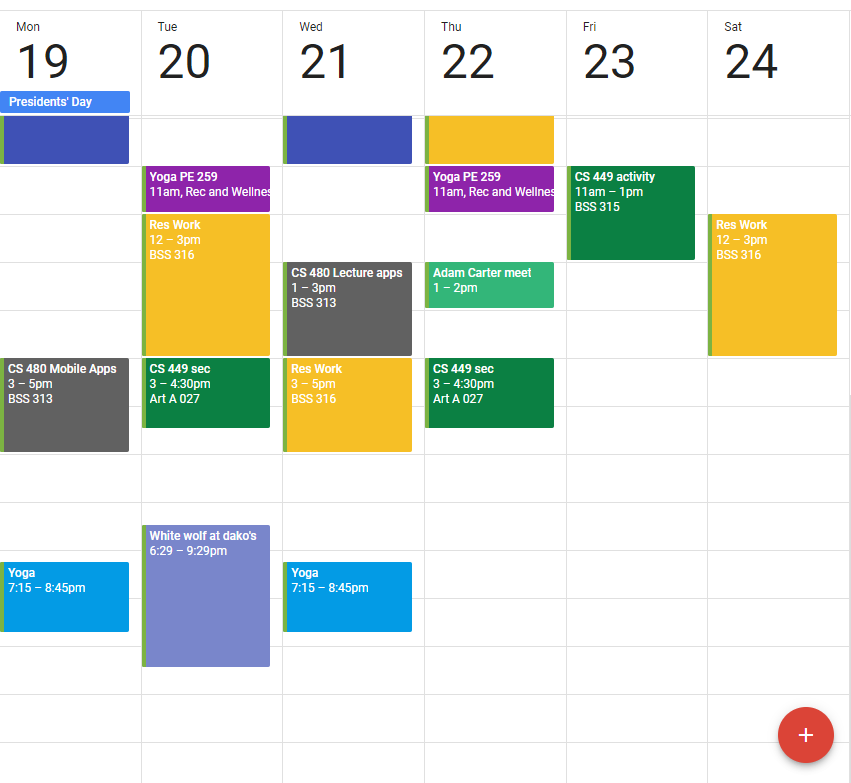 Mon
19
Presidents' Day
CS 480 Mobile Apps
3 – 5pm
BSS 313
Yoga
7:15 – 8:45pm
Tue
20
Yoga PE 259
11am, Rec and Wellnes
Res Work
12 – 3pm
BSS 316
CS 449 sec
3 – 4:30pm
Art A 027
White wolf at dako's
6:29 – 9:29pm
Wed
21
CS 480 Lecture apps
1 – 3pm
BSS 313
Res Work
3 – 5pm
BSS 316
Yoga
7:15 – 8:45pm
Thu
22
Yoga PE 259
11am, Rec and Wellnes
Adam Carter meet
1 – 2pm
CS 449 sec
3 – 4:30pm
Art A 027
Fri
23
CS 449 activity
11am – 1pm
BSS 315
Sat
24
Res Work
12 – 3pm
BSS 316
+